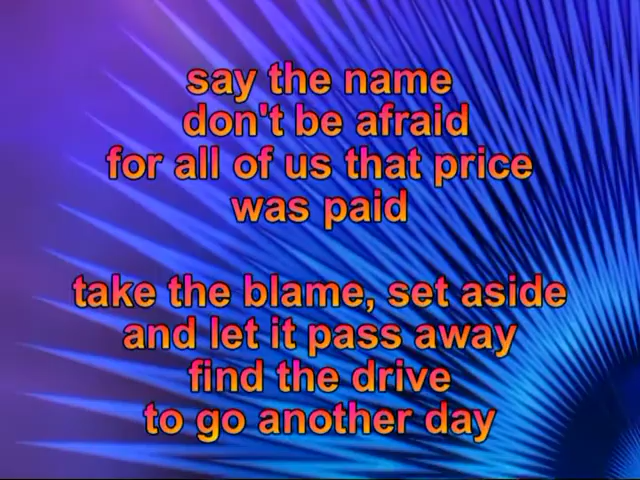 say the name
don't be afraid
for all of us that price
was paid
take the blame, set aside
and let it pass away
find the drive
to go another day